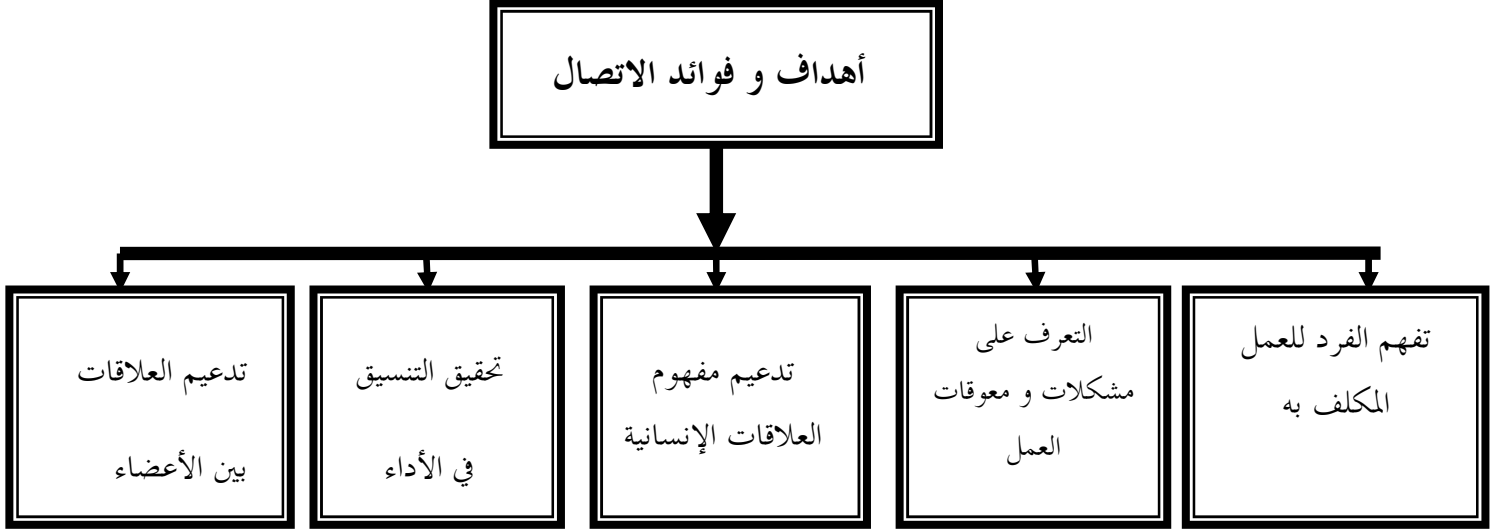 أهداف و فوائد الاتصال
تفهم الفرد للعمل
المكلف به
التعرف على
مشكلات و معوقات
العمل
تدعيم مفهوم
العلاقات الإنسانية
تحقيق التنسيق
في الأداء
تدعيم العلاقات
بين الأعضاء